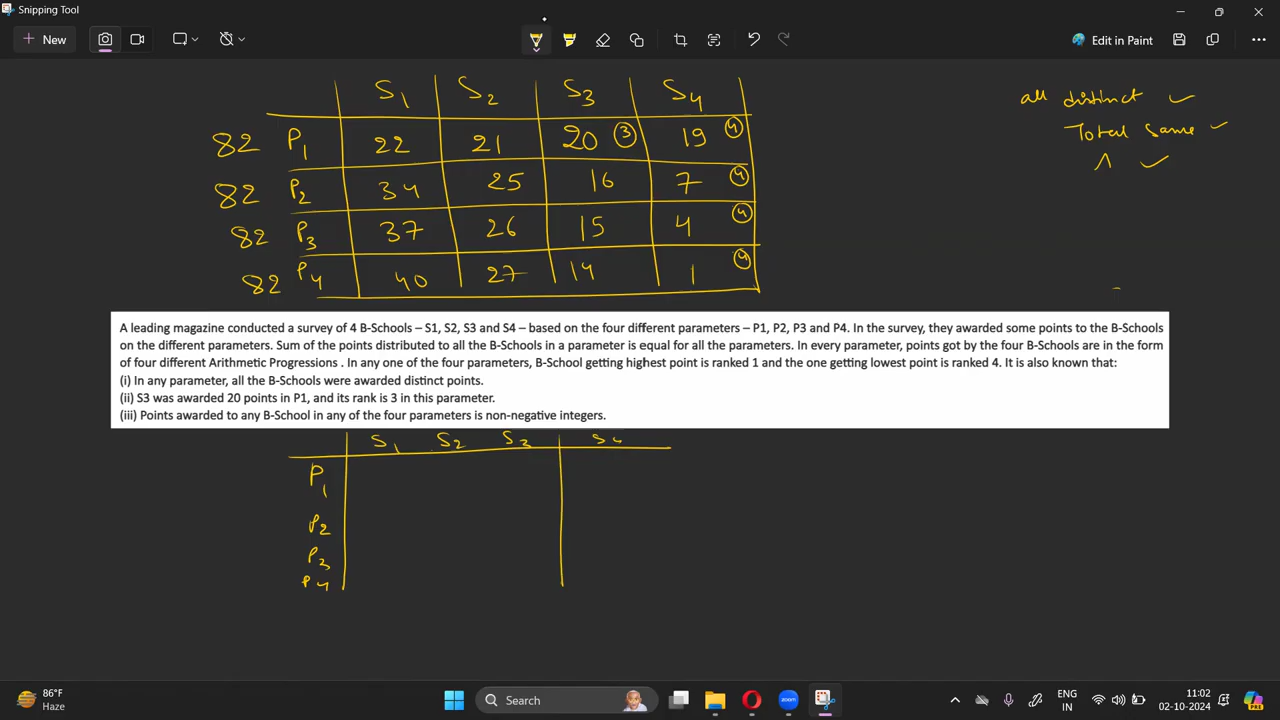 Snipping Tool
New
Edit in Paint
S1 S2 S3 S4
82 P1 22 21 20 3 19 4
82 P2 34 25 16 7 4
82 P3 37 26 15 4 4
82 P4 40 27 14 1 4
all distinct ✓
Total same ✓
✓
A leading magazine conducted a survey of 4 B-Schools – S1, S2, S3 and S4 – based on the four different parameters – P1, P2, P3 and P4. In the survey, they awarded some points to the B-Schools
on the different parameters. Sum of the points distributed to all the B-Schools in a parameter is equal for all the parameters. In every parameter, points got by the four B-Schools are in the form
of four different Arithmetic Progressions . In any one of the four parameters, B-School getting highest point is ranked 1 and the one getting lowest point is ranked 4. It is also known that:
(i) In any parameter, all the B-Schools were awarded distinct points.
(ii) S3 was awarded 20 points in P1, and its rank is 3 in this parameter.
(iii) Points awarded to any B-School in any of the four parameters is non-negative integers.
S1 S2 S3 S4
P1
P2
P3
P4
86°F
Haze
Search
ENG
IN
11:02
02-10-2024